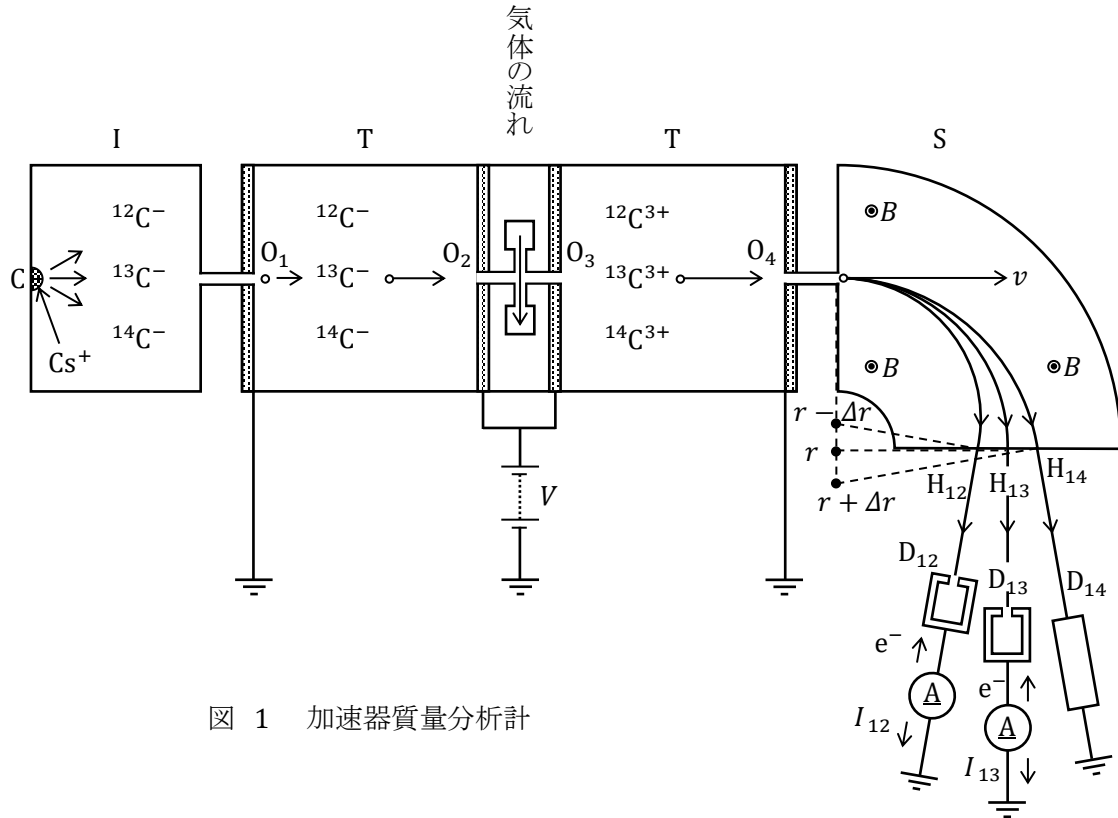 気体の流れ
I
T
T
S
C
Cs⁺
¹²C⁻
¹³C⁻
¹⁴C⁻
O₁
¹²C⁻
¹³C⁻
¹⁴C⁻
O₂
O₃
¹²C³⁺
¹³C³⁺
¹⁴C³⁺
O₄
B
v
B
B
r − Δr
r
r + Δr
H₁₂
H₁₃
H₁₄
V
D₁₂
D₁₃
D₁₄
e⁻
A
I₁₂
e⁻
A
I₁₃
図 1 加速器質量分析計